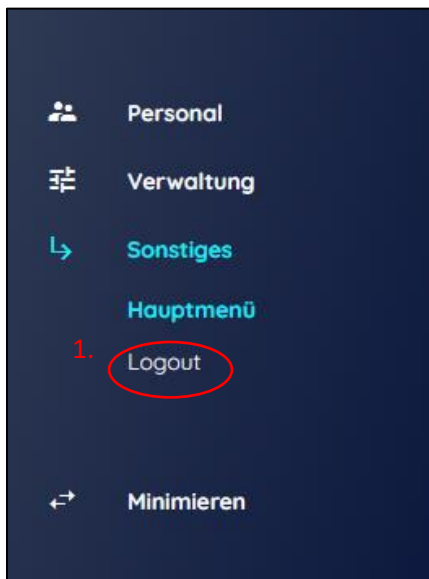 Personal
Verwaltung
Sonstiges
Hauptmenü
1.
Logout
Minimieren